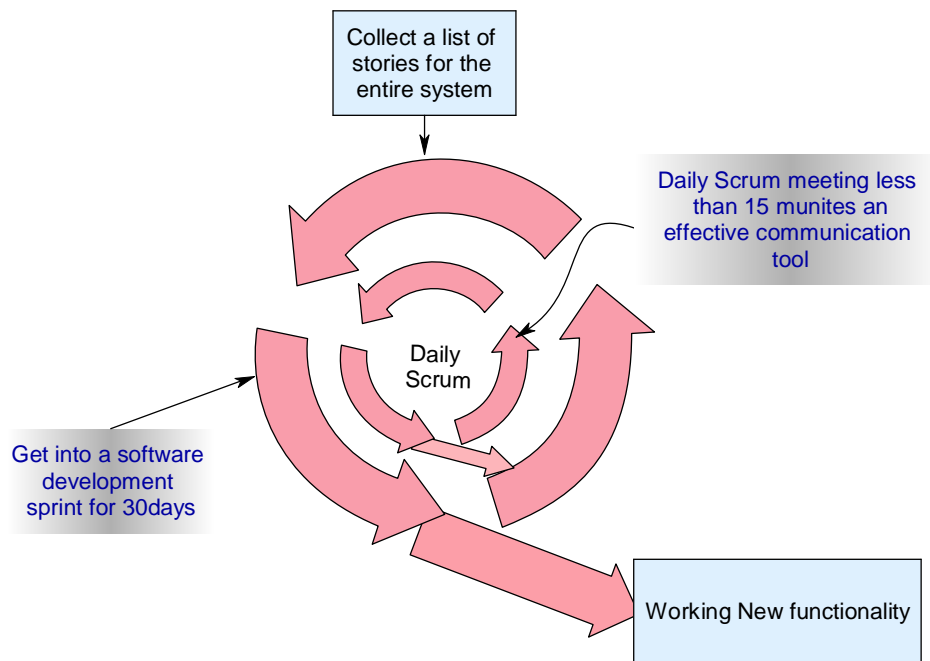 Collect a list of
stories for the
entire system
Daily Scrum meeting less
than 15 munites an
effective communication
tool
Daily
Scrum
Get into a software
development
sprint for 30days
Working New functionality